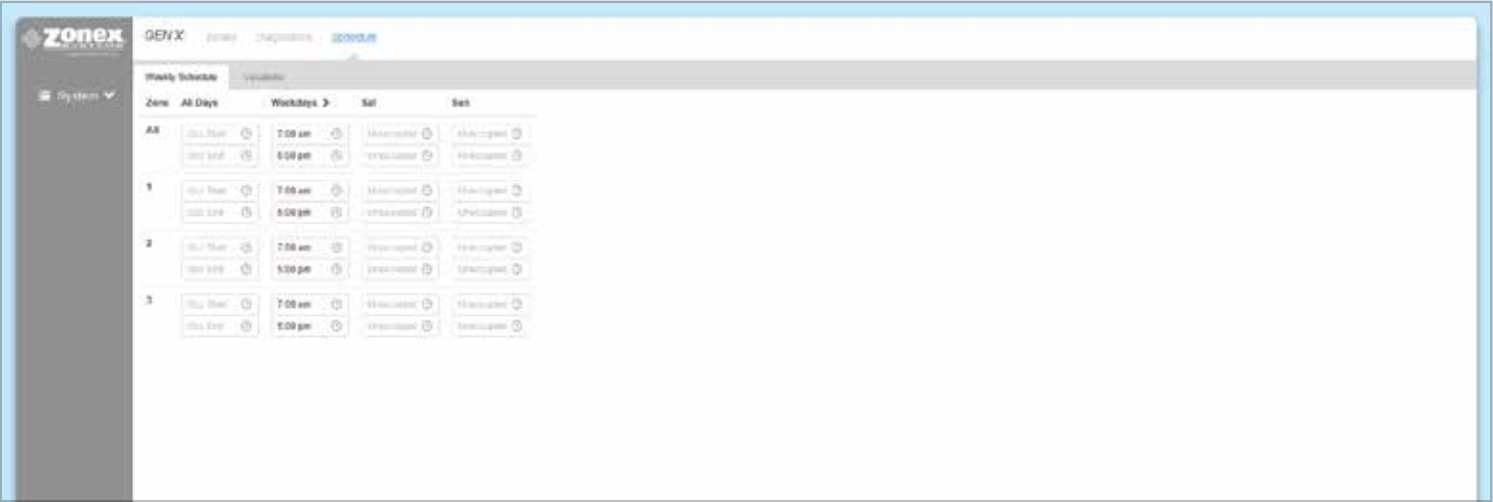 zonex
SYSTEMS
GEN X Zones Diagnostics Schedule
Weekly Schedule Vacations
System
Zone All Days Weekdays Sat Sun
All Occ Start 7:00 am Unoccupied Unoccupied
Occ End 5:00 pm Unoccupied Unoccupied
1 Occ Start 7:00 am Unoccupied Unoccupied
Occ End 5:00 pm Unoccupied Unoccupied
2 Occ Start 7:00 am Unoccupied Unoccupied
Occ End 5:00 pm Unoccupied Unoccupied
3 Occ Start 7:00 am Unoccupied Unoccupied
Occ End 5:00 pm Unoccupied Unoccupied